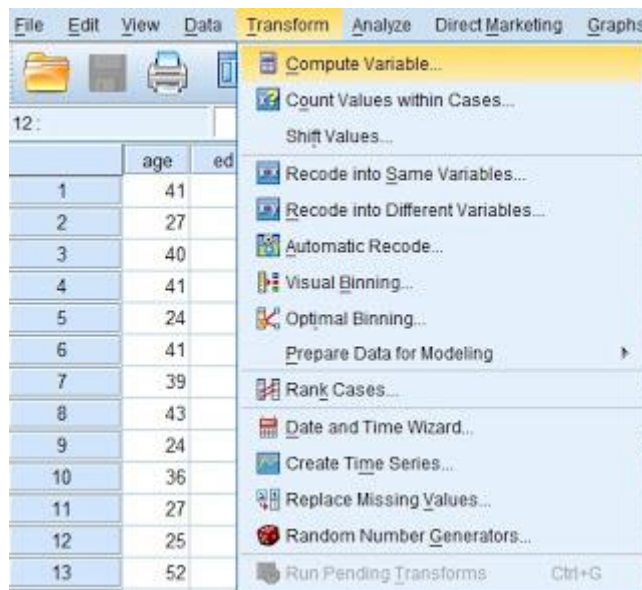 File Edit View Data Transform Analyze Direct Marketing Graphs
12 :
age ed
1 41
2 27
3 40
4 41
5 24
6 41
7 39
8 43
9 24
10 36
11 27
12 25
13 52
Compute Variable...
Count Values within Cases...
Shift Values...
Recode into Same Variables...
Recode into Different Variables...
Automatic Recode...
Visual Binning...
Optimal Binning...
Prepare Data for Modeling
Rank Cases...
Date and Time Wizard...
Create Time Series...
Replace Missing Values...
Random Number Generators...
Run Pending Transforms Ctrl+G